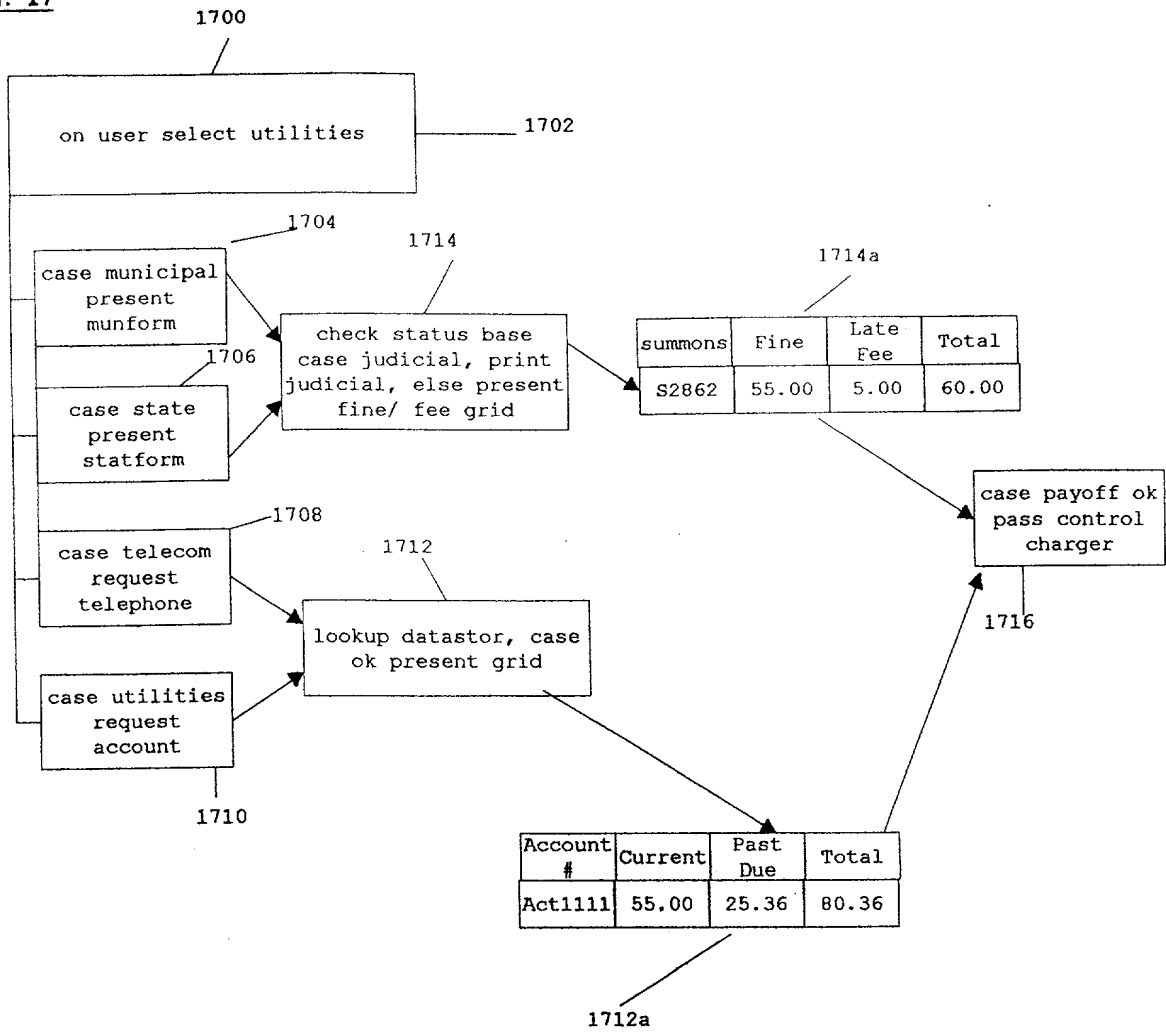 17
1700
on user select utilities
1702
1704
case municipal
present
munform
1714
check status base
case judicial, print
judicial, else present
fine/ fee grid
1714a
summons Fine Late Fee Total
S2862 55.00 5.00 60.00
1706
case state
present
statform
case payoff ok
pass control
charger
1716
1708
case telecom
request
telephone
1712
lookup datastor, case
ok present grid
case utilities
request
account
1710
Account # Current Past Due Total
Act1111 55.00 25.36 80.36
1712a